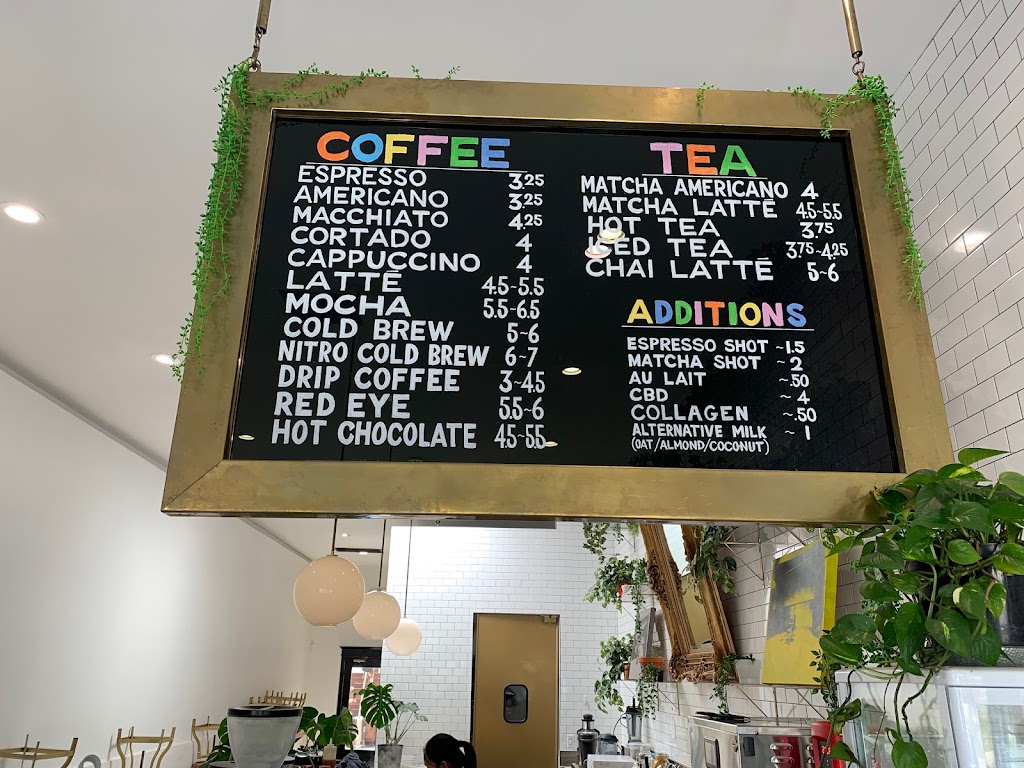 COFFEE
ESPRESSO 3.25
AMERICANO 3.25
MACCHIATO 4.25
CORTADO 4
CAPPUCCINO 4
LATTÉ 4.5~5.5
MOCHA 5.5~6.5
COLD BREW 5~6
NITRO COLD BREW 6~7
DRIP COFFEE 3~4.5
RED EYE 5.5~6
HOT CHOCOLATE 4.5~5.5
TEA
MATCHA AMERICANO 4
MATCHA LATTÉ 4.5~5.5
HOT TEA 3.75
ICED TEA 3.75~4.25
CHAI LATTÉ 5~6
ADDITIONS
ESPRESSO SHOT ~1.5
MATCHA SHOT ~2
AU LAIT ~.50
CBD ~4
COLLAGEN ~.50
ALTERNATIVE MILK ~1
(OAT/ALMOND/COCONUT)